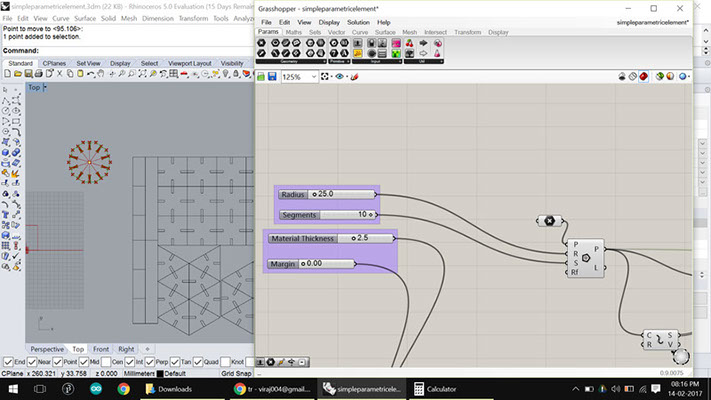 simpleparametricelement.3dm (22 KB) - Rhinoceros 5.0 Evaluation (15 Days Remain
File Edit View Curve Surface Solid Mesh Dimension Transform Tools Analyze
Point to move to <95.106>:
1 point added to selection.
Command:
Standard CPlanes Set View Display Select Viewport Layout Visibility
Top
Perspective Top Front Right
End Near Point Mid Cen Int Perp Tan Quad Knot
CPlane x 260.321 y 33.758 z 0.000 Millimeters Default Grid Snap
Grasshopper - simpleparametricelement*
File Edit View Display Solution Help simpleparametricelement*
Params Maths Sets Vector Curve Surface Mesh Intersect Transform Display
Geometry Primitive Input Util
125%
Radius 25.0
Segments 10
Material Thickness 2.5
Margin 0.00
P P
R
S
Rf L
C S
R V
0.9.0075
Downloads
tr - viraj004@gmail....
simpleparametricele...
Calculator
08:16 PM
14-02-2017